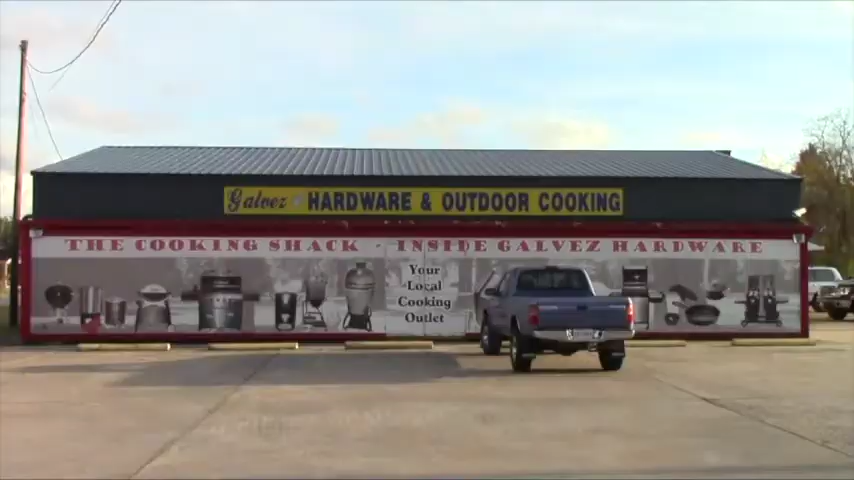 Galvez HARDWARE & OUTDOOR COOKING
THE COOKING SHACK - INSIDE GALVEZ HARDWARE
Your
Local
Cooking
Outlet